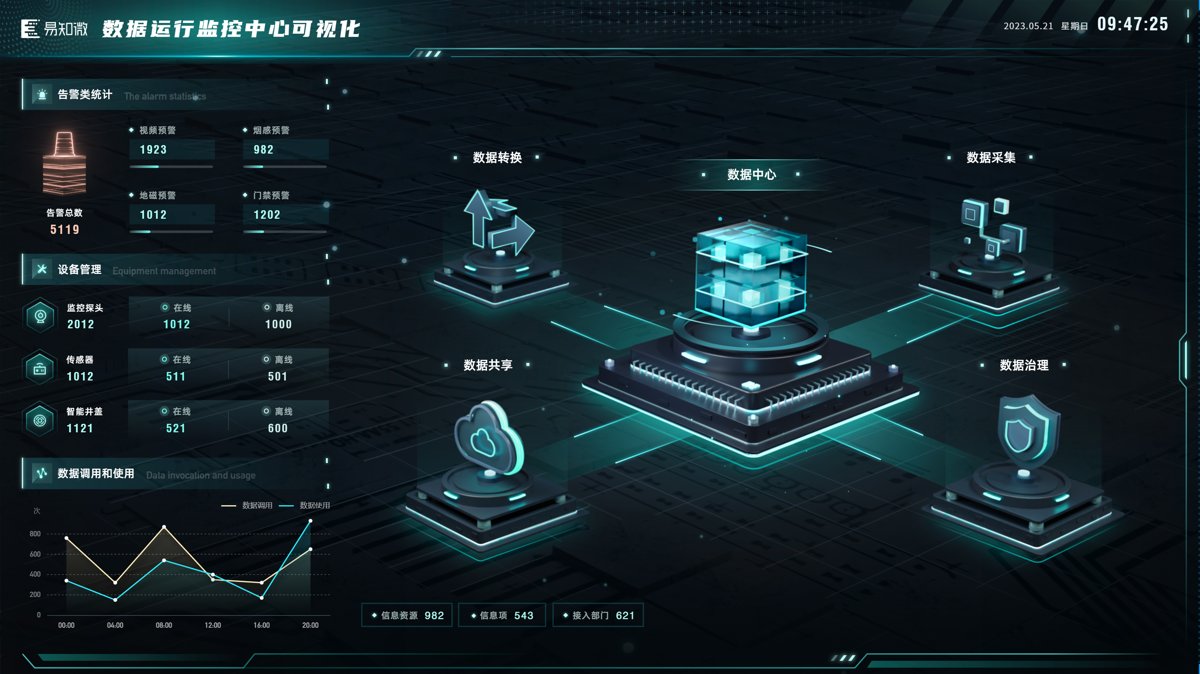 易知微 数据运行监控中心可视化
2023.05.21 星期日 09:47:25
告警类统计 The alarm statistics
视频预警
1923
烟感预警
982
地磁预警
1012
门禁预警
1202
告警总数
5119
设备管理 Equipment management
监控探头
2012
在线
1012
离线
1000
传感器
1012
在线
511
离线
501
智能井盖
1121
在线
521
离线
600
数据调用和使用 Data invocation and usage
数据调用 数据使用
次
800
600
400
200
0
00:00 04:00 08:00 12:00 16:00 20:00
数据转换
数据中心
数据采集
数据共享
数据治理
信息资源 982
信息项 543
接入部门 621